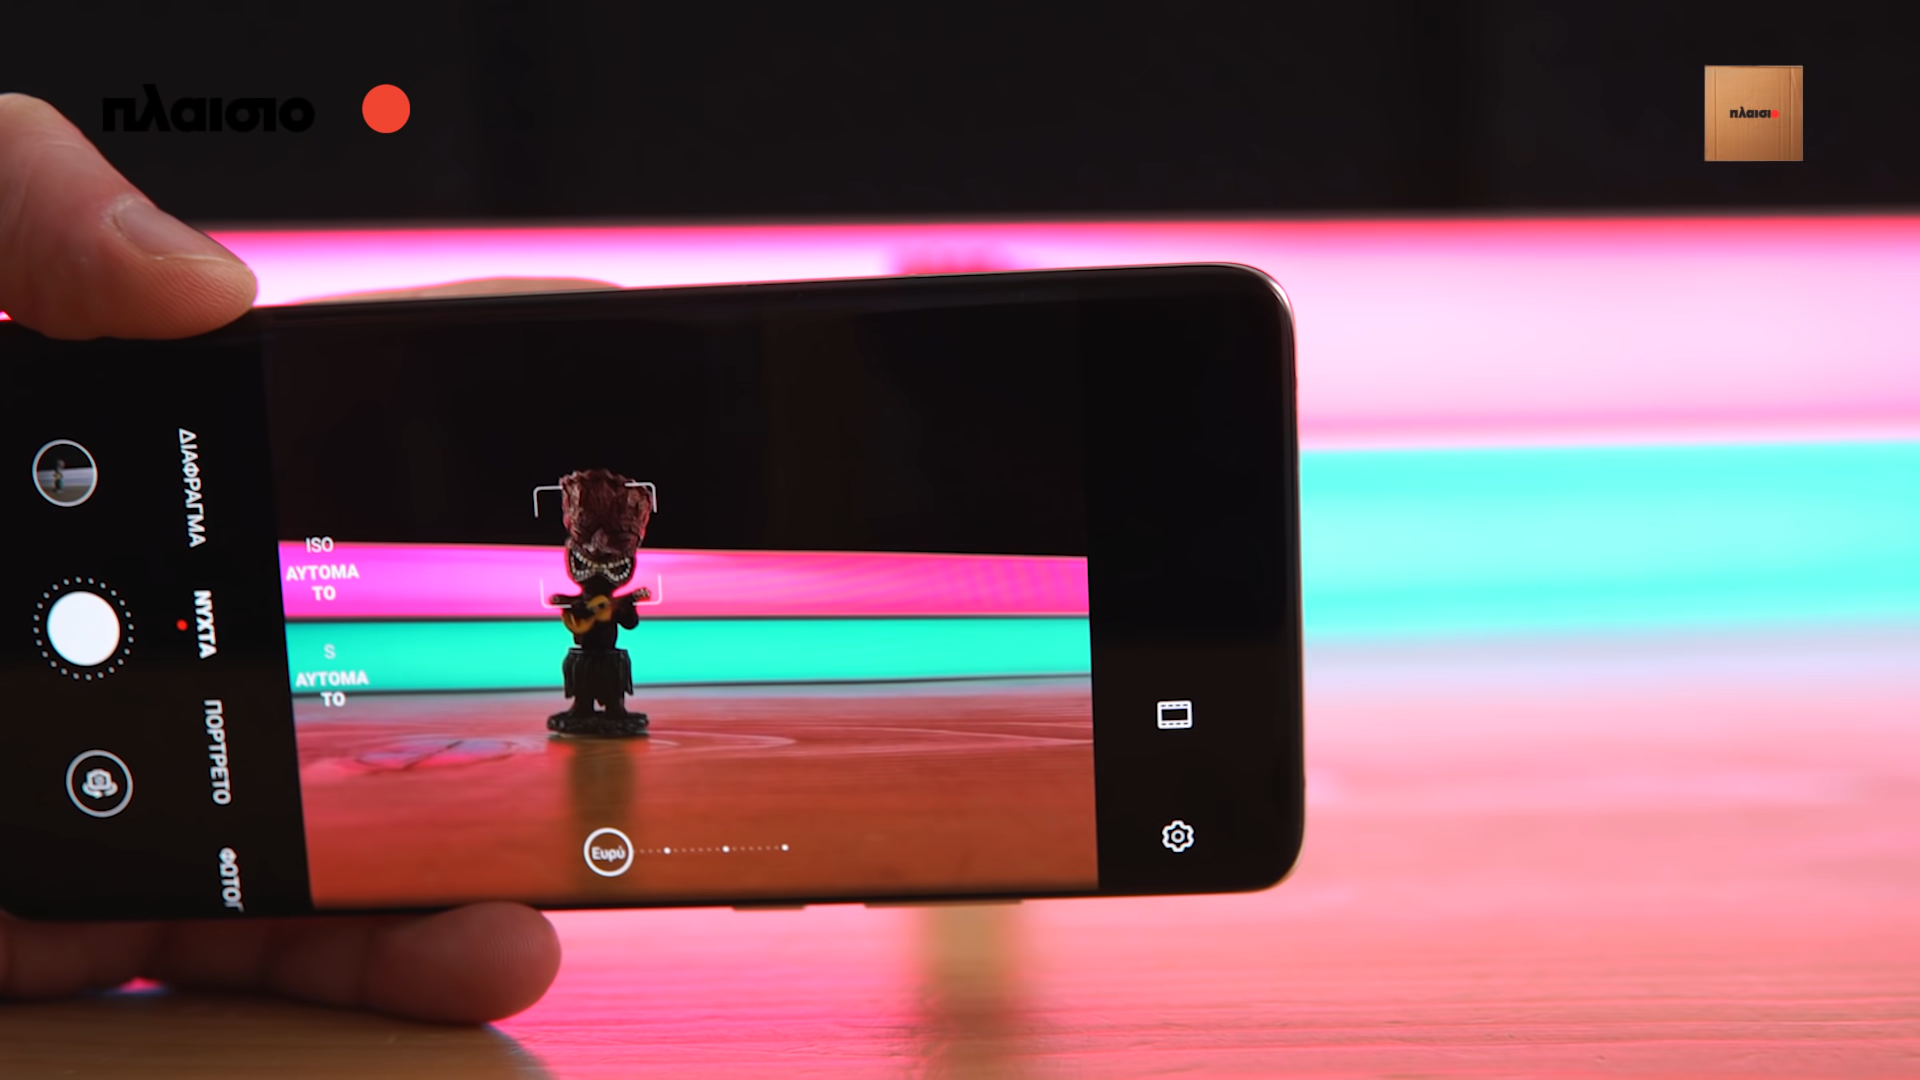 πλαισιο
πλαισιο
ΔΙΑΦΡΑΓΜΑ
ΝΥΧΤΑ
ΠΟΡΤΡΕΤΟ
ΦΩΤΟΓ
ISO
ΑΥΤΟΜΑ
ΤΟ
S
ΑΥΤΟΜΑ
ΤΟ
Ευρύ